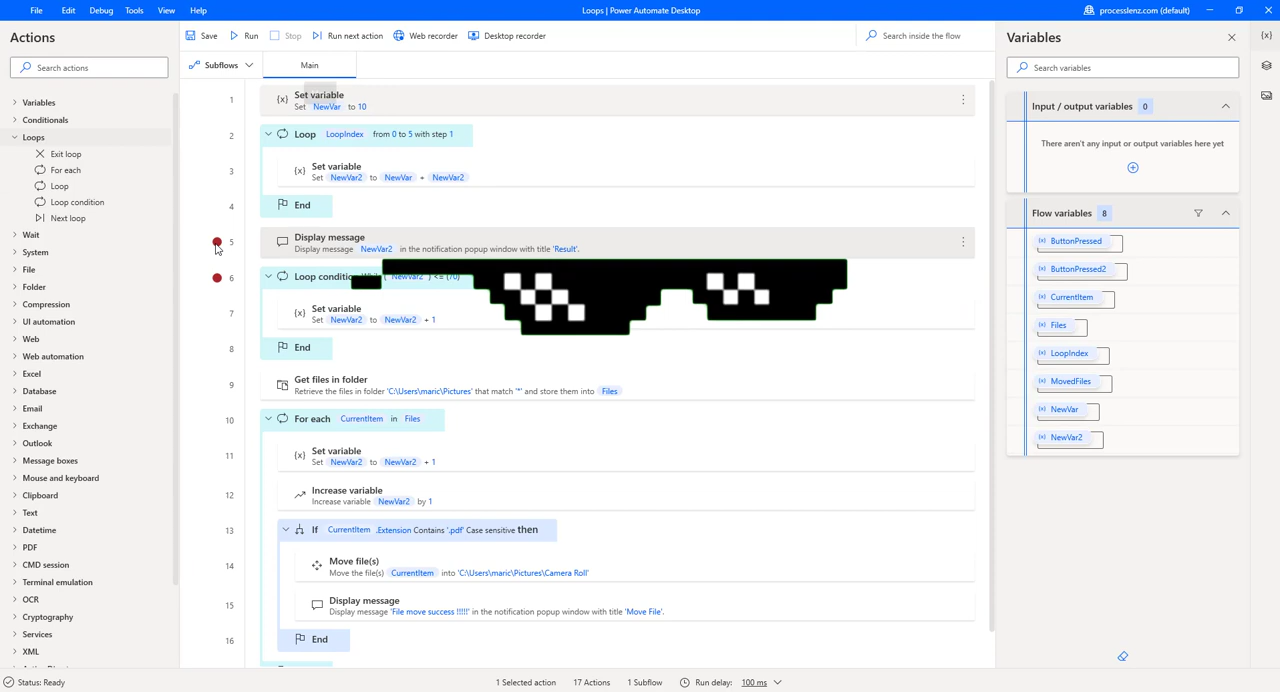 File Edit Debug Tools View Help
Loops | Power Automate Desktop
processlenz.com (default)
Actions
Search actions
Variables
Conditionals
Loops
Exit loop
For each
Loop
Loop condition
Next loop
Wait
System
File
Folder
Compression
UI automation
Web
Web automation
Excel
Database
Email
Exchange
Outlook
Message boxes
Mouse and keyboard
Clipboard
Text
Datetime
PDF
CMD session
Terminal emulation
OCR
Cryptography
Services
XML
Save Run Stop Run next action Web recorder Desktop recorder
Search inside the flow
Subflows Main
1 Set variable
Set NewVar to 10
2 Loop LoopIndex from 0 to 5 with step 1
3 Set variable
Set NewVar2 to NewVar + NewVar2
4 End
5 Display message
Display message NewVar2 in the notification popup window with title 'Result'.
6 Loop
7 Set variable
Set NewVar2 to NewVar2 + 1
8 End
9 Get files in folder
Retrieve the files in folder 'C:\Users\maric\Pictures' that match '*' and store them into Files
10 For each CurrentItem in Files
11 Set variable
Set NewVar2 to NewVar2 + 1
12 Increase variable
Increase variable NewVar2 by 1
13 If CurrentItem .Extension Contains '.pdf' Case sensitive then
14 Move file(s)
Move the file(s) CurrentItem into 'C:\Users\maric\Pictures\Camera Roll'
15 Display message
Display message 'File move success !!!!!' in the notification popup window with title 'Move File'.
16 End
Variables
{x}
Search variables
Input / output variables 0
There aren't any input or output variables here yet
Flow variables 8
ButtonPressed
ButtonPressed2
CurrentItem
Files
LoopIndex
MovedFiles
NewVar
NewVar2
Status: Ready
1 Selected action 17 Actions 1 Subflow Run delay: 100 ms